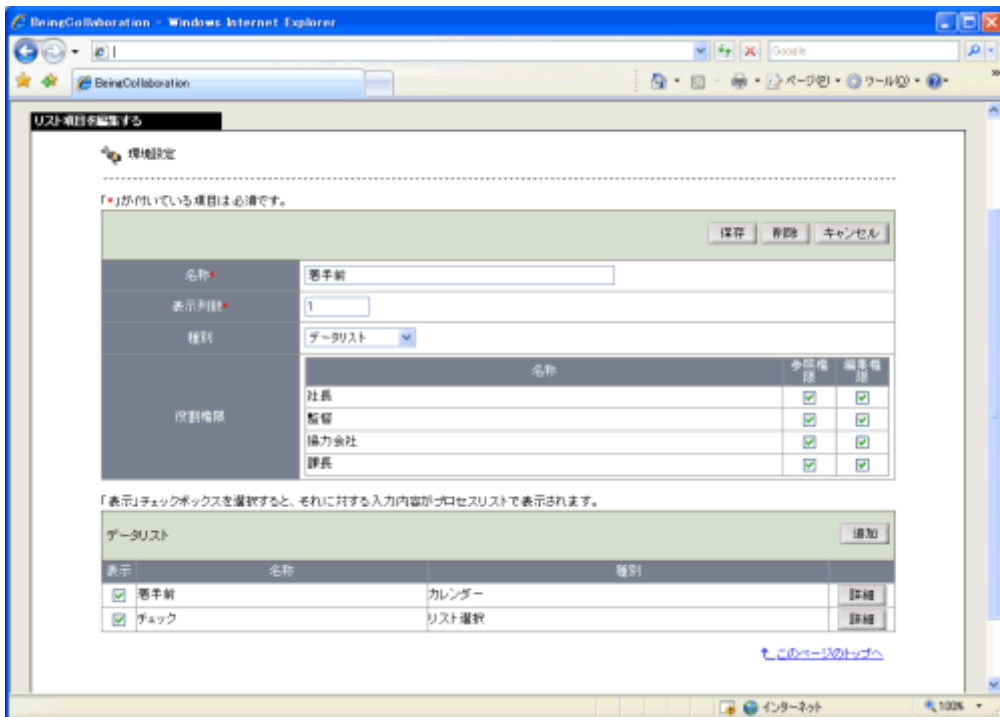 BeingCollaboration - Windows Internet Explorer
Google
BeingCollaboration
ページ(P) ツール(O)
リスト項目を編集する
環境設定
「*」が付いている項目は必須です。
保存 削除 キャンセル
名称* 着手前
表示列数* 1
種別 データリスト
役割権限
名称 参照権限 編集権限
社長
監督
協力会社
課長
「表示」チェックボックスを選択すると、それに対する入力内容がプロセスリストで表示されます。
データリスト 追加
表示 名称 種別
着手前 カレンダー 詳細
チェック リスト選択 詳細
↑ このページのトップへ
インターネット 100%